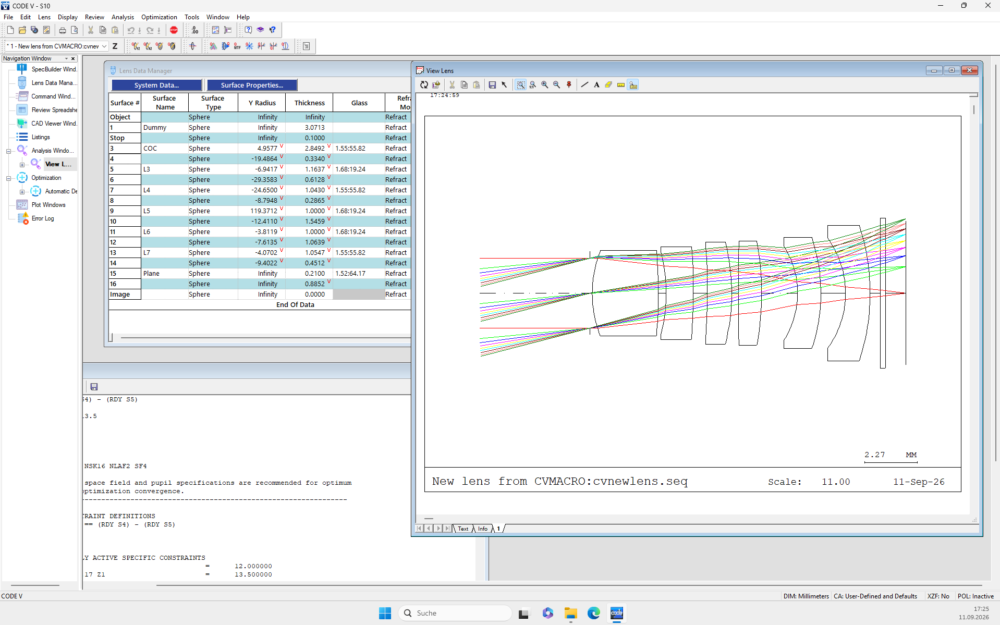 CODE V - S10
File Edit Lens Display Review Analysis Optimization Tools Window Help
* 1 - New lens from CVMACRO:cvnew
Navigation Window
SpecBuilder Wind.
Lens Data Mana...
Command Wind...
Review Spreadshe
CAD Viewer Wind.
Listings
Analysis Windo...
View L...
Optimization
Automatic De
Plot Windows
Error Log
Lens Data Manager
System Data... Surface Properties...
Surface # Surface Name Surface Type Y Radius Thickness Glass Refra Mo
Object Sphere Infinity Infinity Refract
1 Dummy Sphere Infinity 3.0713 Refract
Stop Sphere Infinity 0.1000 Refract
3 COC Sphere 4.9577 V 2.8492 V 1.55:55.82 Refract
4 Sphere -19.4864 V 0.3340 V Refract
5 L3 Sphere -6.9417 V 1.1637 V 1.68:19.24 Refract
6 Sphere -29.3583 V 0.6128 V Refract
7 L4 Sphere -24.6500 V 1.0430 V 1.55:55.82 Refract
8 Sphere -8.7948 V 0.2865 V Refract
9 L5 Sphere 119.3712 V 1.0000 V 1.68:19.24 Refract
10 Sphere -12.4110 V 1.5459 V Refract
11 L6 Sphere -3.8119 V 1.0000 V 1.68:19.24 Refract
12 Sphere -7.6135 V 1.0639 V Refract
13 L7 Sphere -4.0702 V 1.0547 V 1.55:55.82 Refract
14 Sphere -9.4022 V 0.4512 V Refract
15 Plane Sphere Infinity 0.2100 1.52:64.17 Refract
16 Sphere Infinity 0.8852 V Refract
Image Sphere Infinity 0.0000 Refract
End Of Data
S4) - (RDY S5)
.3.5
NSK16 NLAF2 SF4
space field and pupil specifications are recommended for optimum
optimization convergence.
RAINT DEFINITIONS
== (RDY S4) - (RDY S5)
LY ACTIVE SPECIFIC CONSTRAINTS
= 12.000000
17 Z1 = 13.500000
View Lens
17:24:59
2.27 MM
New lens from CVMACRO:cvnewlens.seq Scale: 11.00 11-Sep-26
Text Info 1
CODE V DIM: Millimeters CA: User-Defined and Defaults XZF: No POL: Inactive
Suche
17:25
11.09.2026